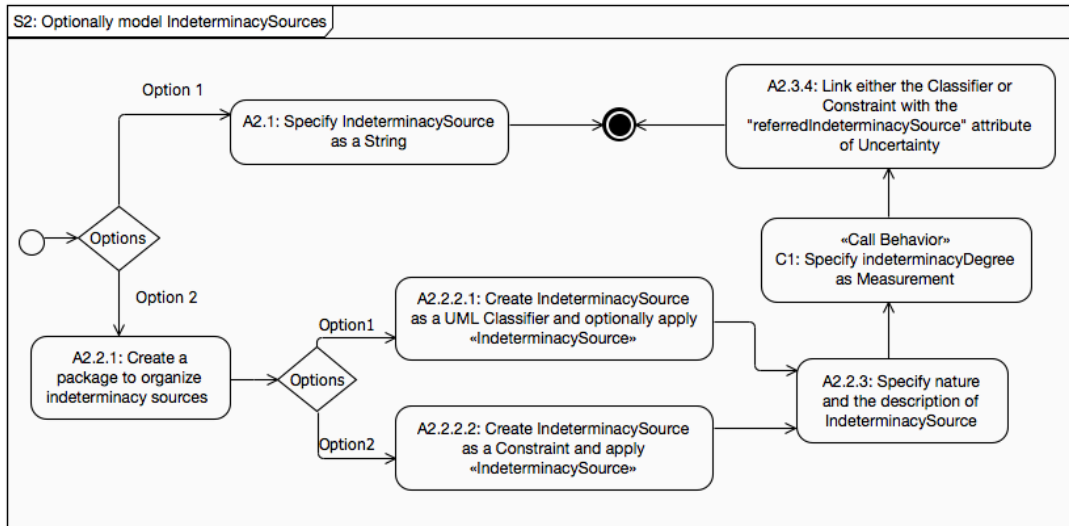 S2: Optionally model IndeterminacySources
Option 1
A2.1: Specify IndeterminacySource
as a String
A2.3.4: Link either the Classifier or
Constraint with the
"referredIndeterminacySource" attribute
of Uncertainty
Options
«Call Behavior»
C1: Specify indeterminacyDegree
as Measurement
Option 2
A2.2.1: Create a
package to organize
indeterminacy sources
Options
Option1
A2.2.2.1: Create IndeterminacySource
as a UML Classifier and optionally apply
«IndeterminacySource»
Option2
A2.2.2.2: Create IndeterminacySource
as a Constraint and apply
«IndeterminacySource»
A2.2.3: Specify nature
and the description of
IndeterminacySource